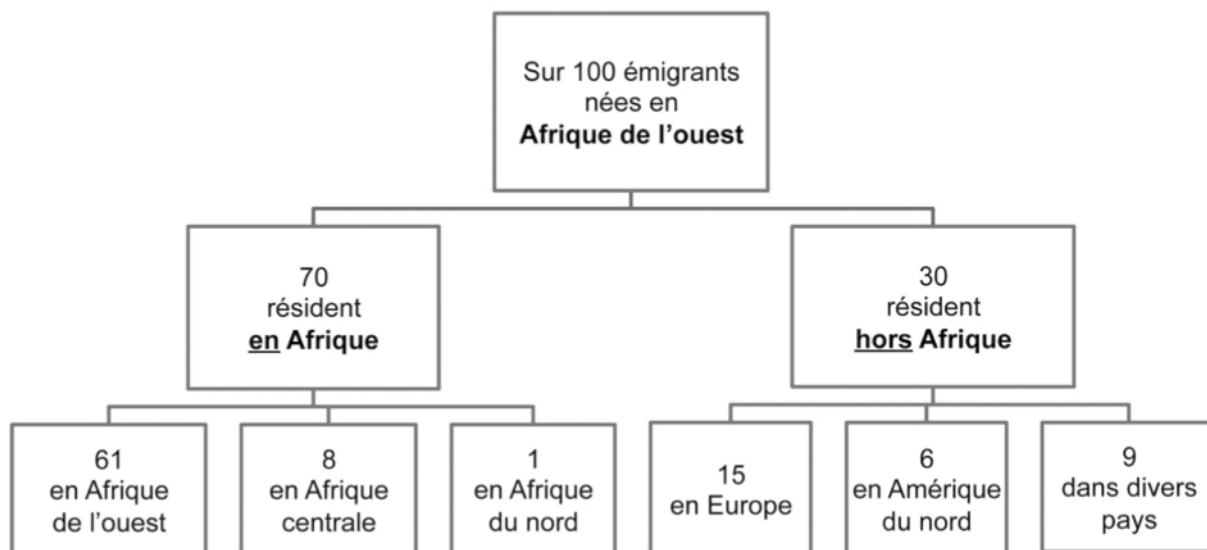 Sur 100 émigrants
nées en
Afrique de l'ouest
70
résident
en Afrique
30
résident
hors Afrique
61
en Afrique
de l'ouest
8
en Afrique
centrale
1
en Afrique
du nord
15
en Europe
6
en Amérique
du nord
9
dans divers
pays